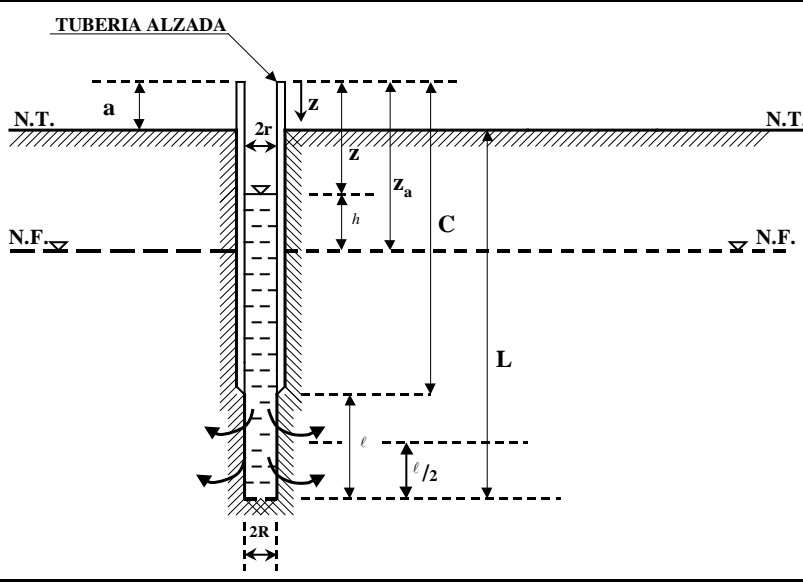 TUBERIA ALZADA
a
z
N.T.
N.T.
2r
z
z_a
h
C
N.F.
N.F.
L
ℓ
ℓ/2
2R